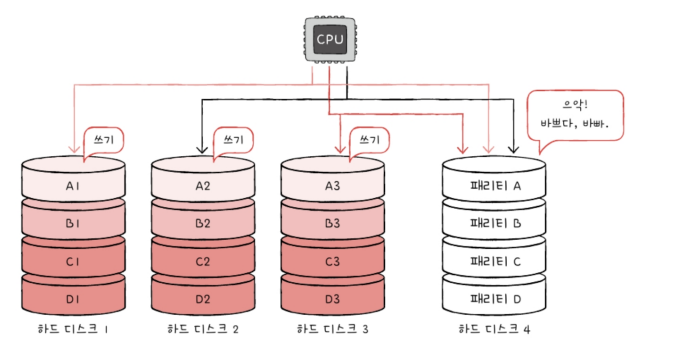 CPU
으악!
바쁘다, 바빠.
쓰기
쓰기
쓰기
A1
A2
A3
패리티 A
B1
B2
B3
패리티 B
C1
C2
C3
패리티 C
D1
D2
D3
패리티 D
하드 디스크 1
하드 디스크 2
하드 디스크 3
하드 디스크 4